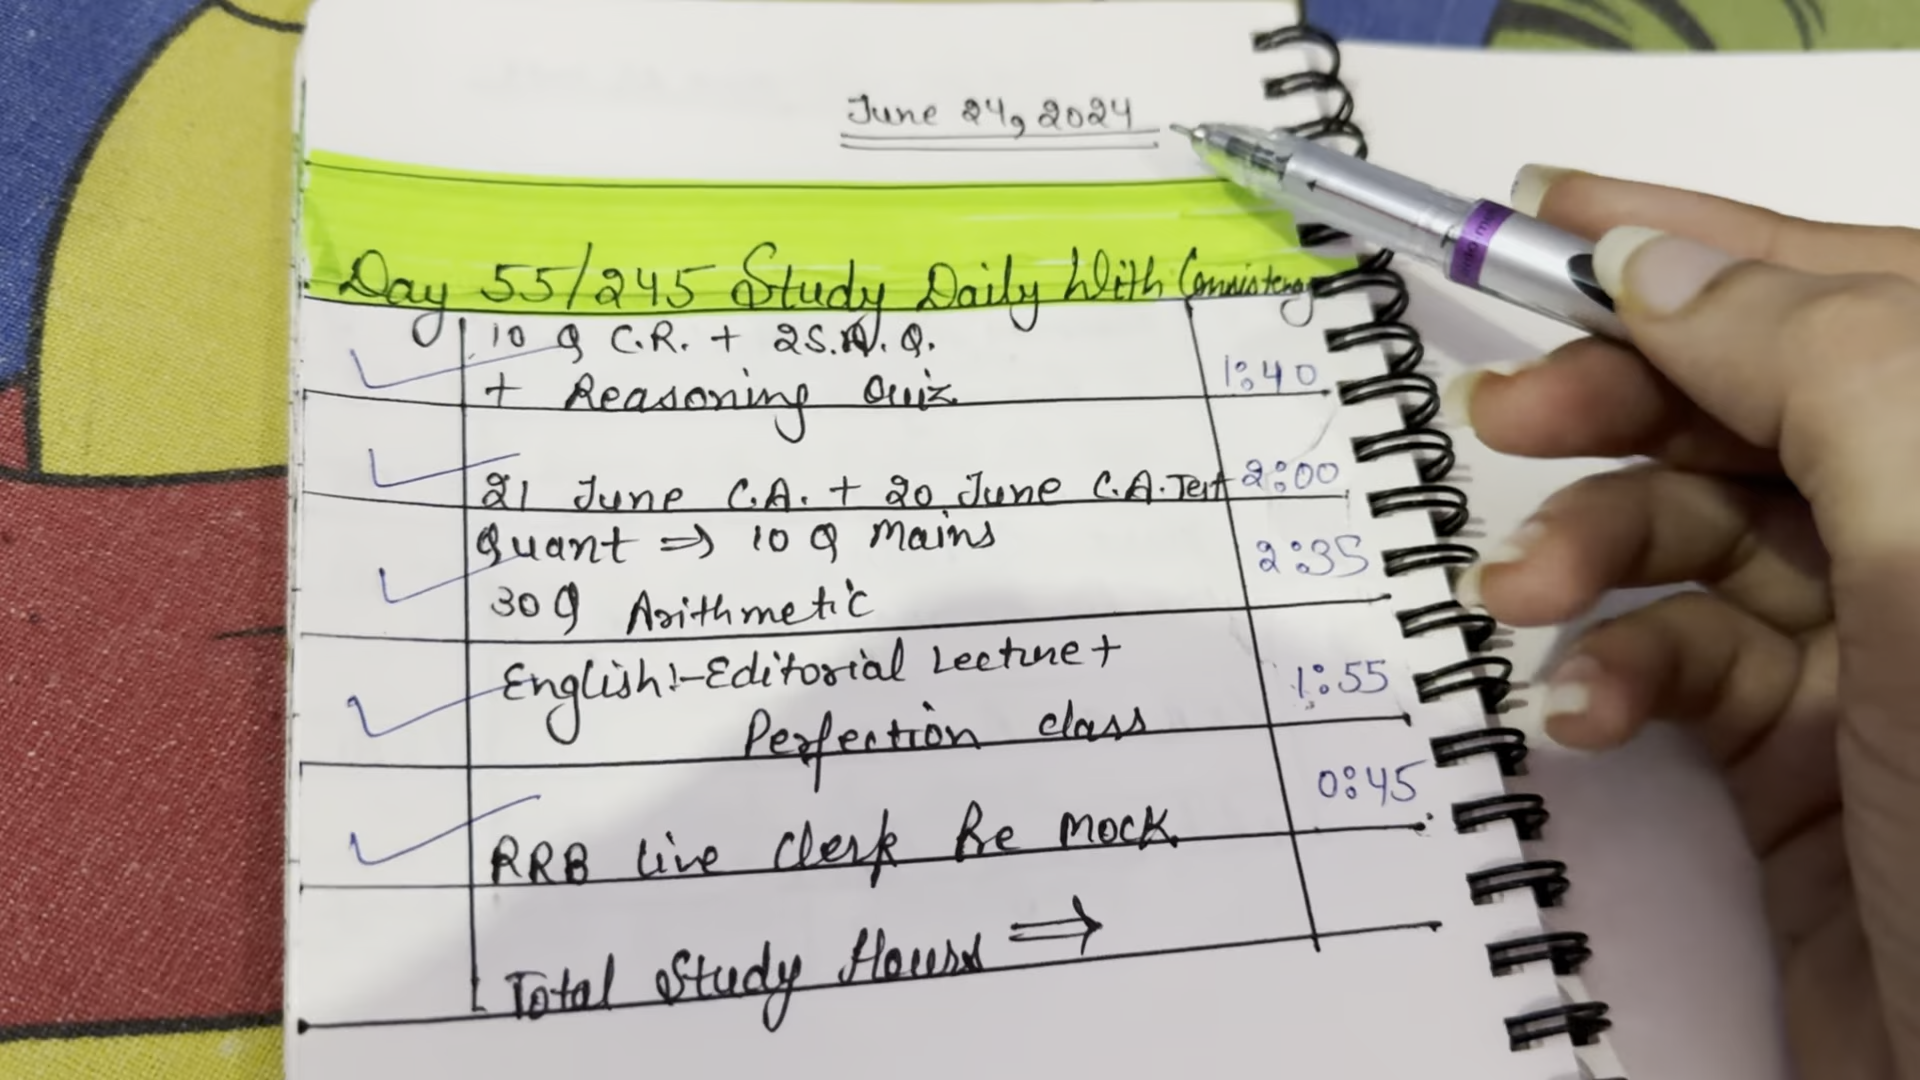 June 24, 2024
Day 55/245 Study Daily With Consistency
10 Q C.R. + 2S.A.Q.
+ Reasoning Quiz
1:40
21 June C.A. + 20 June C.A. Test
2:00
Quant ⇒ 10 Q Mains
30 Q Arithmetic
2:35
English:- Editorial Lecture +
Perfection class
1:55
RRB live Clerk Re Mock
0:45
Total Study Hours ⇒